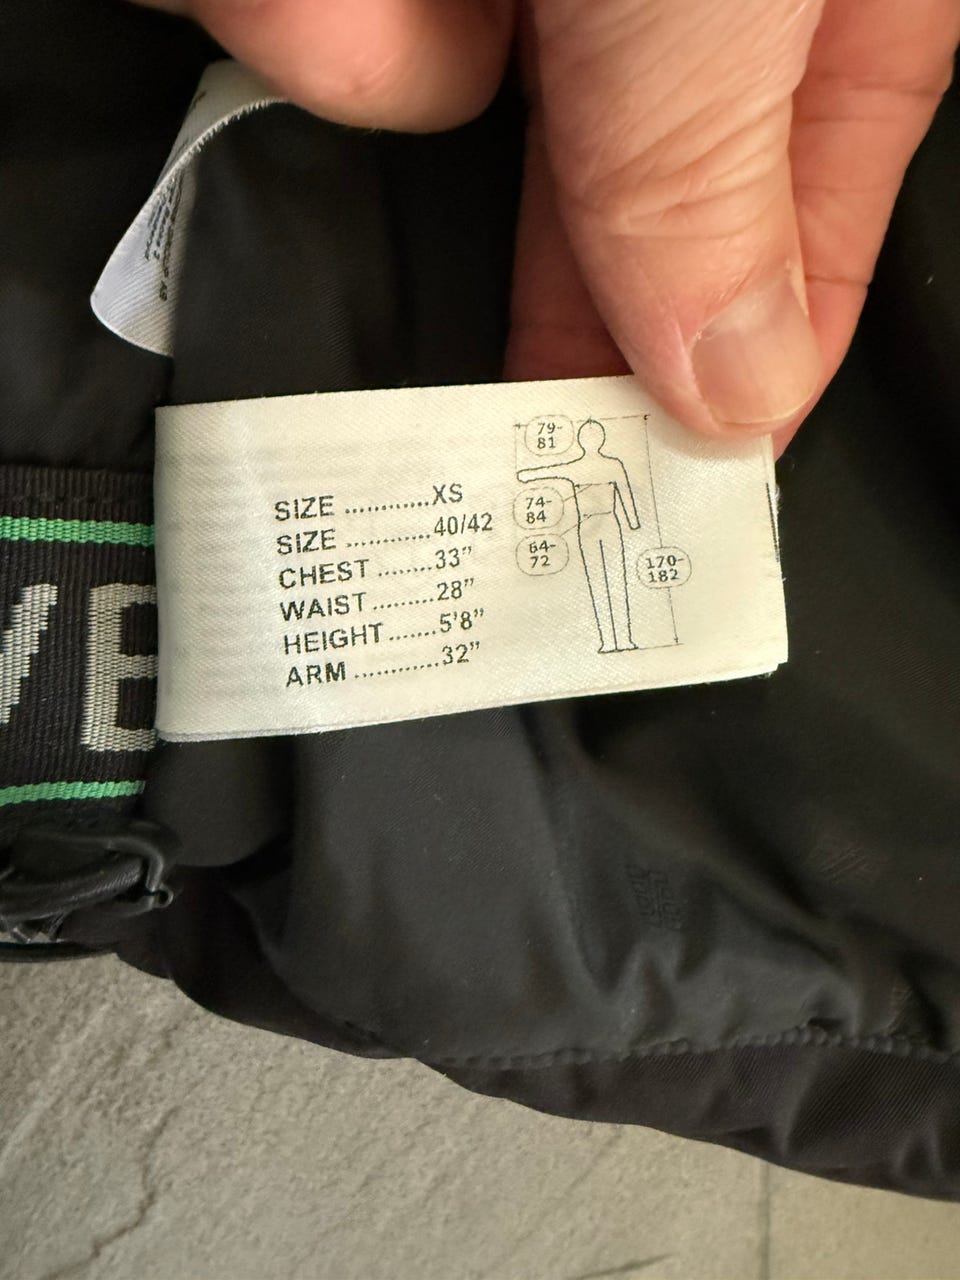 SIZE ............XS
SIZE ............40/42
CHEST ........33”
WAIST.........28”
HEIGHT .......5'8”
ARM ............32”
79-
81
74-
84
64-
72
170-
182